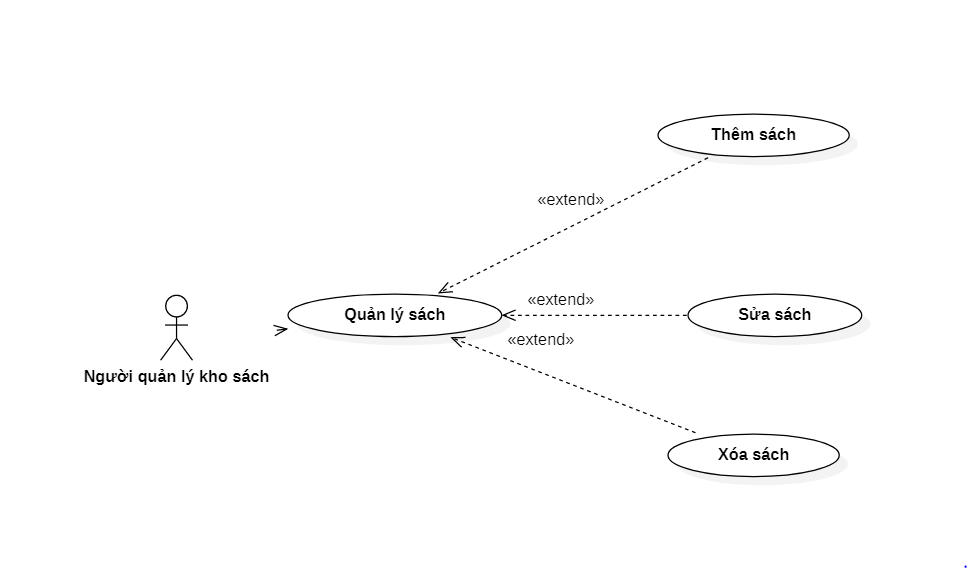 Thêm sách
«extend»
«extend»
Quản lý sách
Sửa sách
«extend»
Người quản lý kho sách
Xóa sách